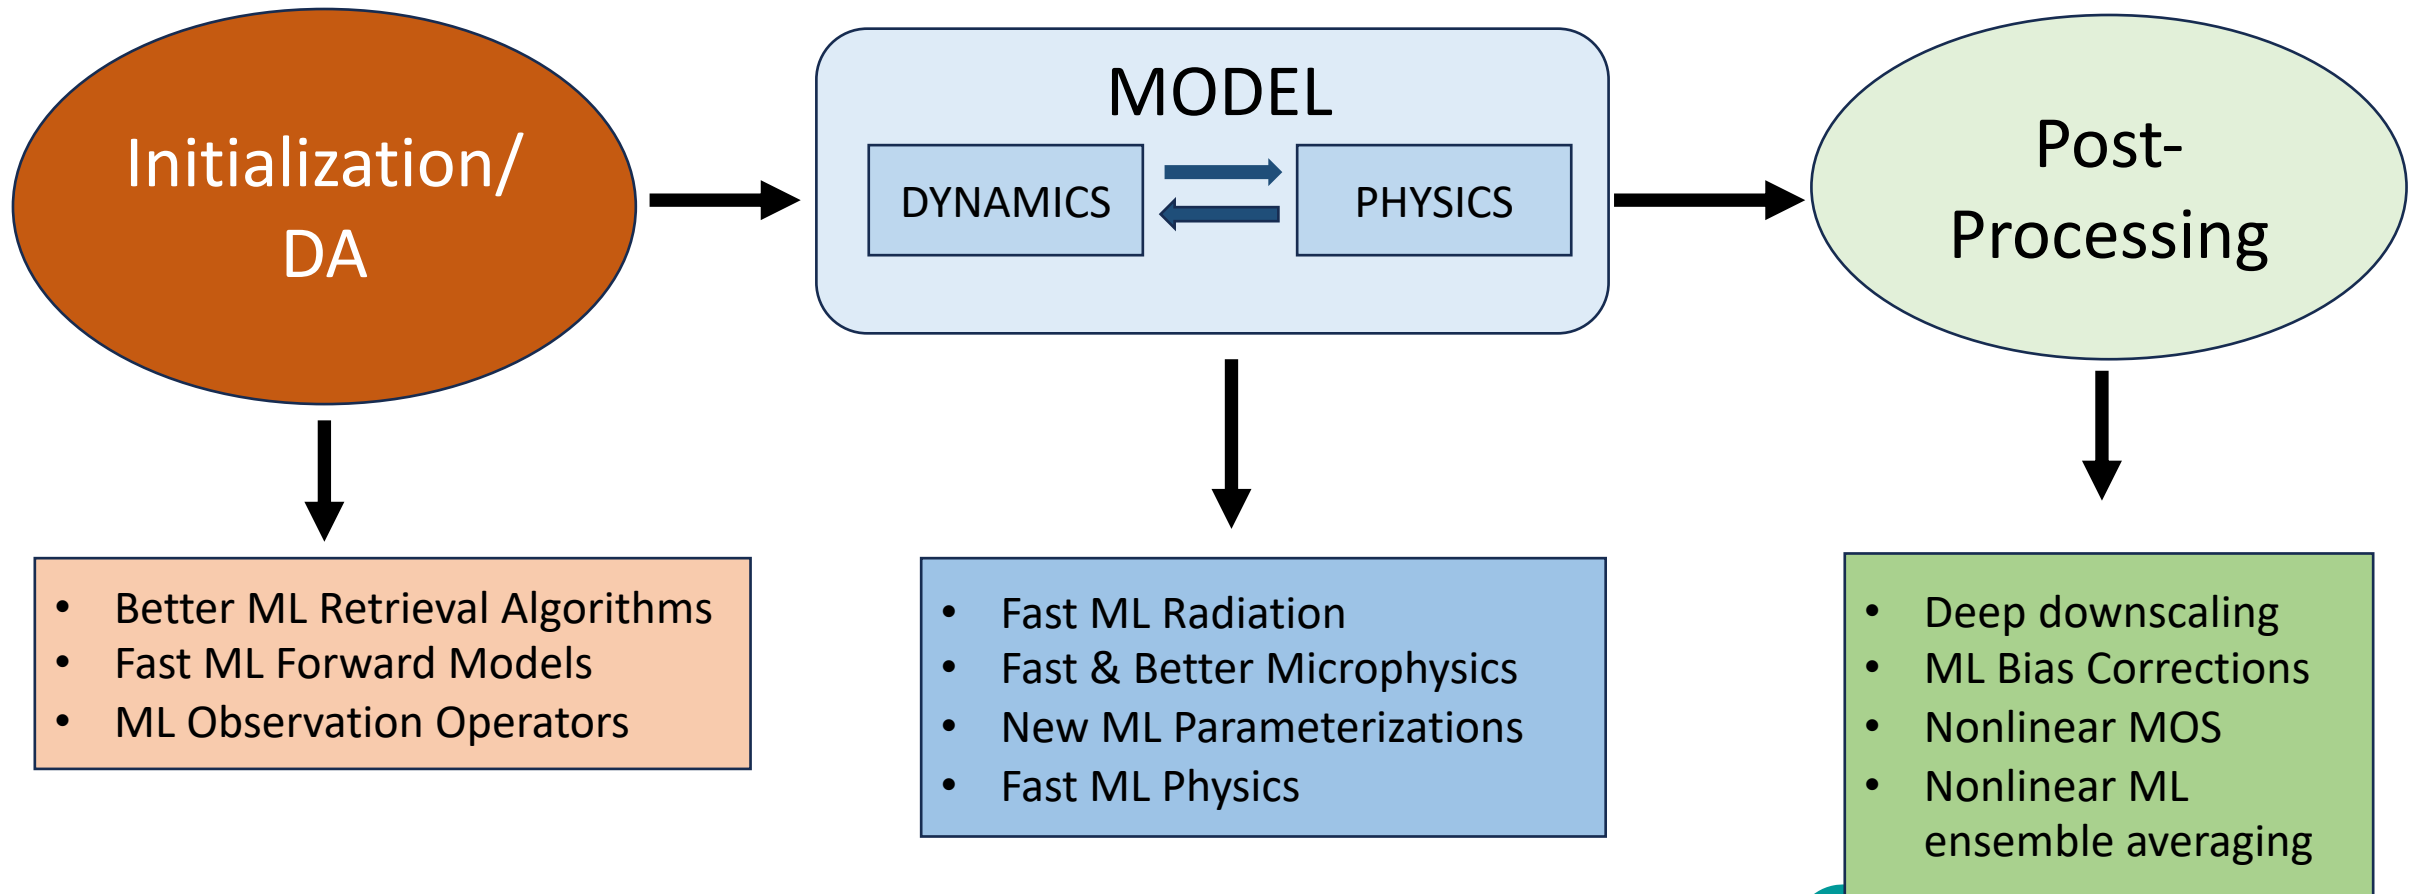 Initialization/
DA
MODEL
DYNAMICS
PHYSICS
Post-
Processing
• Better ML Retrieval Algorithms
• Fast ML Forward Models
• ML Observation Operators
• Fast ML Radiation
• Fast & Better Microphysics
• New ML Parameterizations
• Fast ML Physics
• Deep downscaling
• ML Bias Corrections
• Nonlinear MOS
• Nonlinear ML
ensemble averaging